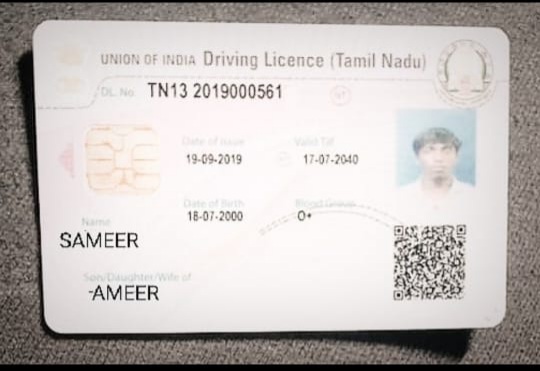 UNION OF INDIA Driving Licence (Tamil Nadu)
DL. No. TN13 2019000561
Date of Issue Valid Till
19-09-2019 17-07-2040
Date of Birth Blood Group
18-07-2000 O+
Name
SAMEER
Son/Daughter/Wife of
-AMEER